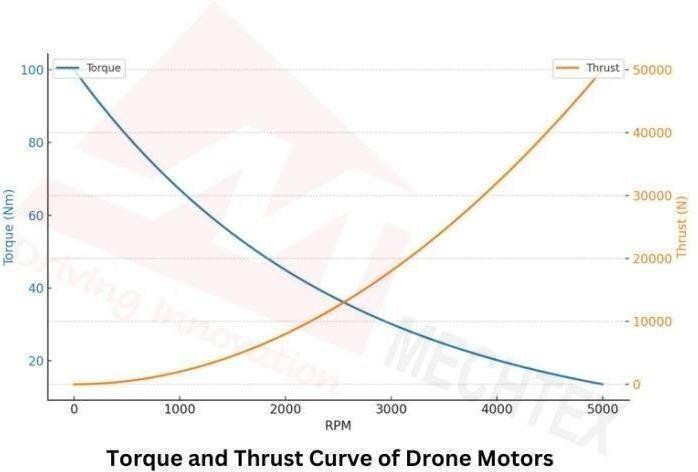 Torque
Thrust
100
80
60
40
20
Torque (Nm)
50000
40000
30000
20000
10000
0
Thrust (N)
0 1000 2000 3000 4000 5000
RPM
Driving Innovation
MECHTEX
Torque and Thrust Curve of Drone Motors